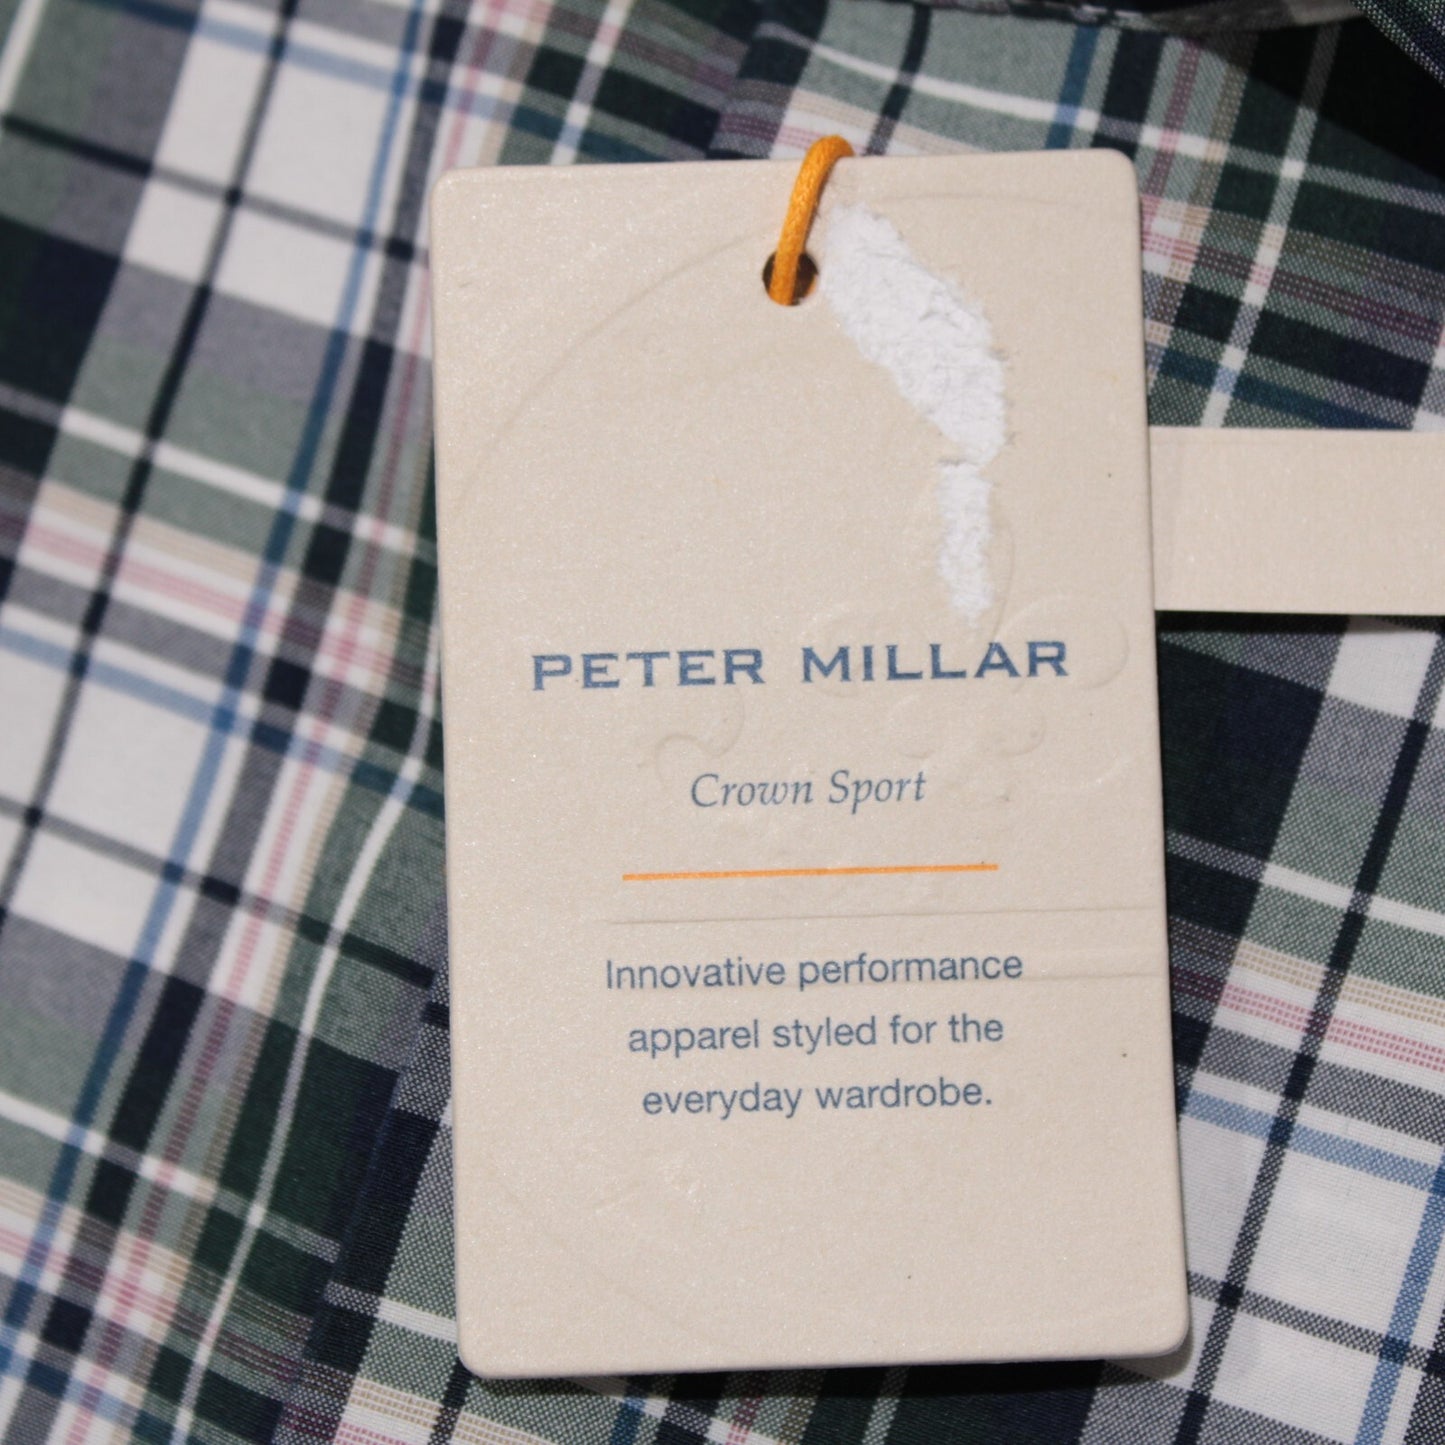 PETER MILLAR
Crown Sport
Innovative performance
apparel styled for the
everyday wardrobe.